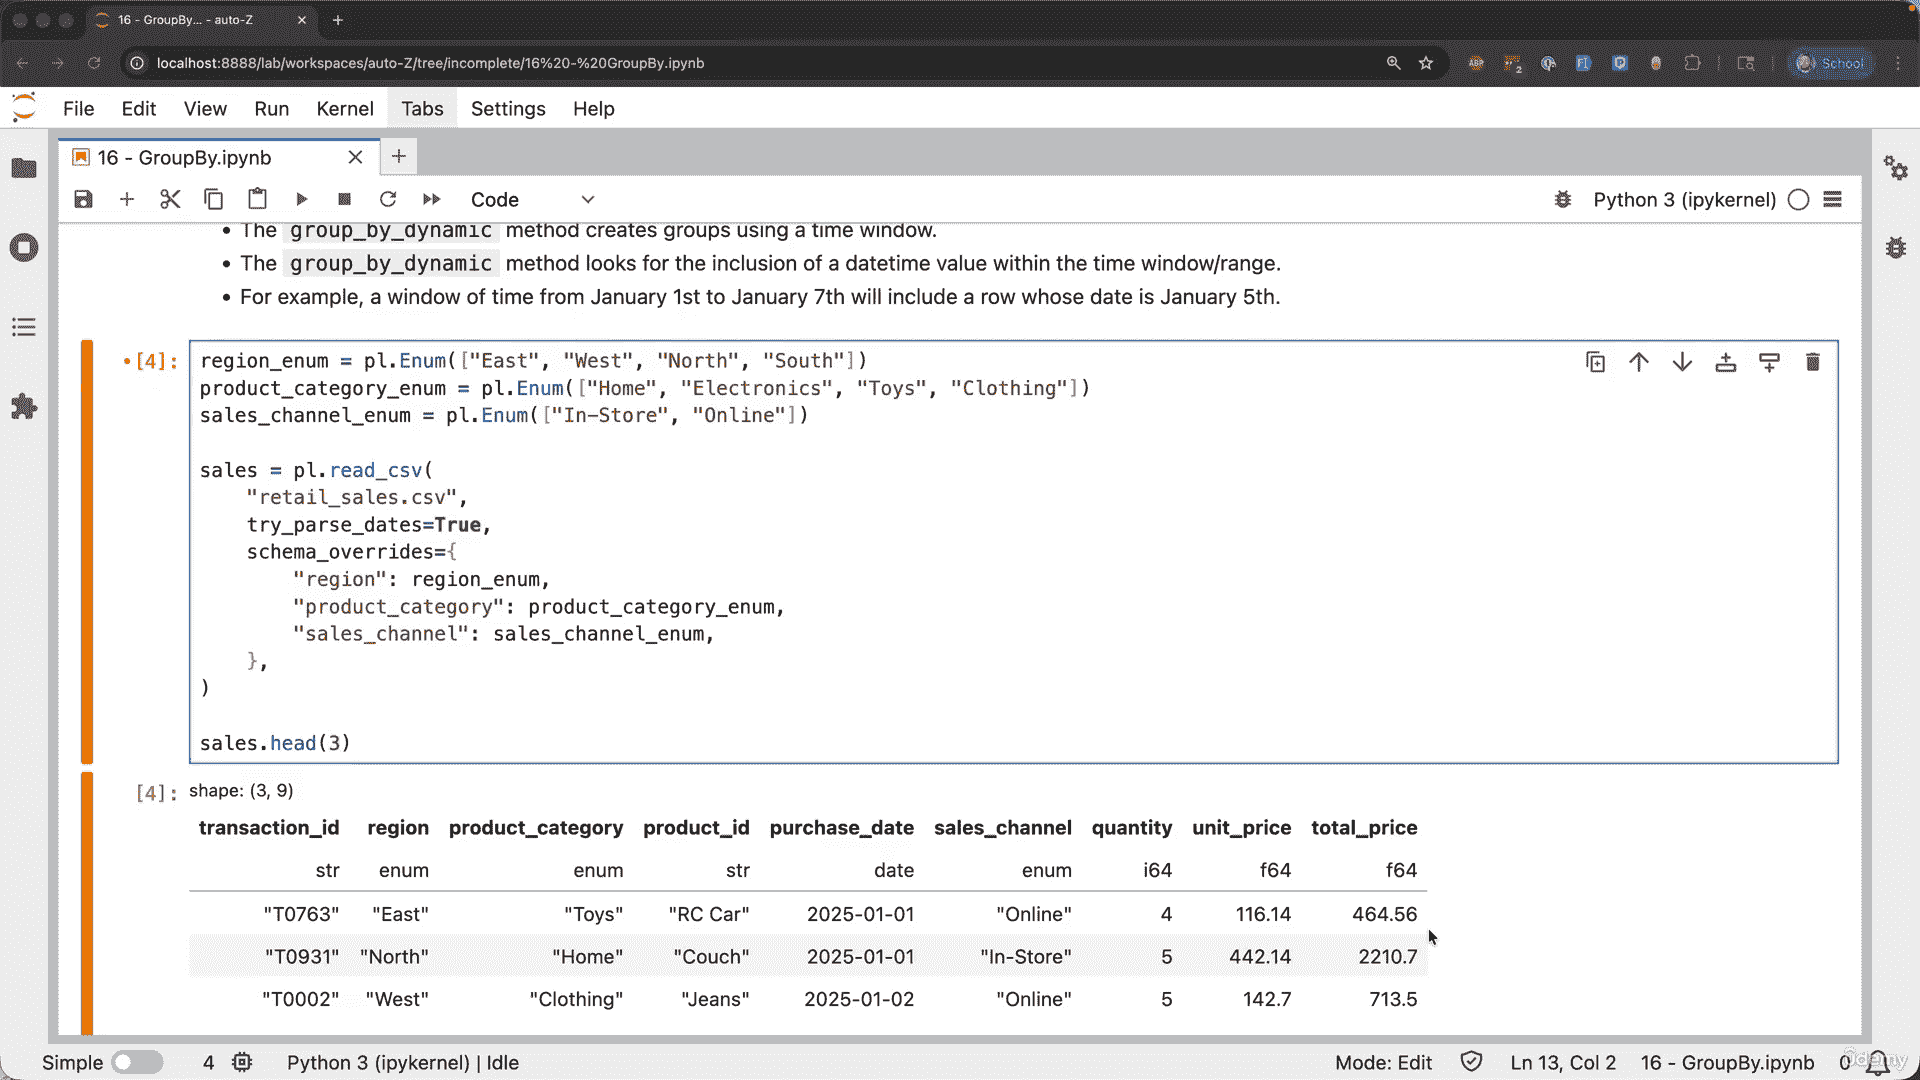 16 - GroupBy... - auto-Z
localhost:8888/lab/workspaces/auto-Z/tree/incomplete/16%20-%20GroupBy.ipynb
School
File Edit View Run Kernel Tabs Settings Help
16 - GroupBy.ipynb
Code
Python 3 (ipykernel)
• The group_by_dynamic method creates groups using a time window.
• The group_by_dynamic method looks for the inclusion of a datetime value within the time window/range.
• For example, a window of time from January 1st to January 7th will include a row whose date is January 5th.
[4]: region_enum = pl.Enum(["East", "West", "North", "South"])
product_category_enum = pl.Enum(["Home", "Electronics", "Toys", "Clothing"])
sales_channel_enum = pl.Enum(["In-Store", "Online"])
sales = pl.read_csv(
"retail_sales.csv",
try_parse_dates=True,
schema_overrides={
"region": region_enum,
"product_category": product_category_enum,
"sales_channel": sales_channel_enum,
},
)
sales.head(3)
[4]: shape: (3, 9)
transaction_id region product_category product_id purchase_date sales_channel quantity unit_price total_price
str enum enum str date enum i64 f64 f64
"T0763" "East" "Toys" "RC Car" 2025-01-01 "Online" 4 116.14 464.56
"T0931" "North" "Home" "Couch" 2025-01-01 "In-Store" 5 442.14 2210.7
"T0002" "West" "Clothing" "Jeans" 2025-01-02 "Online" 5 142.7 713.5
Simple 4 Python 3 (ipykernel) | Idle Mode: Edit Ln 13, Col 2 16 - GroupBy.ipynb 0
udemy